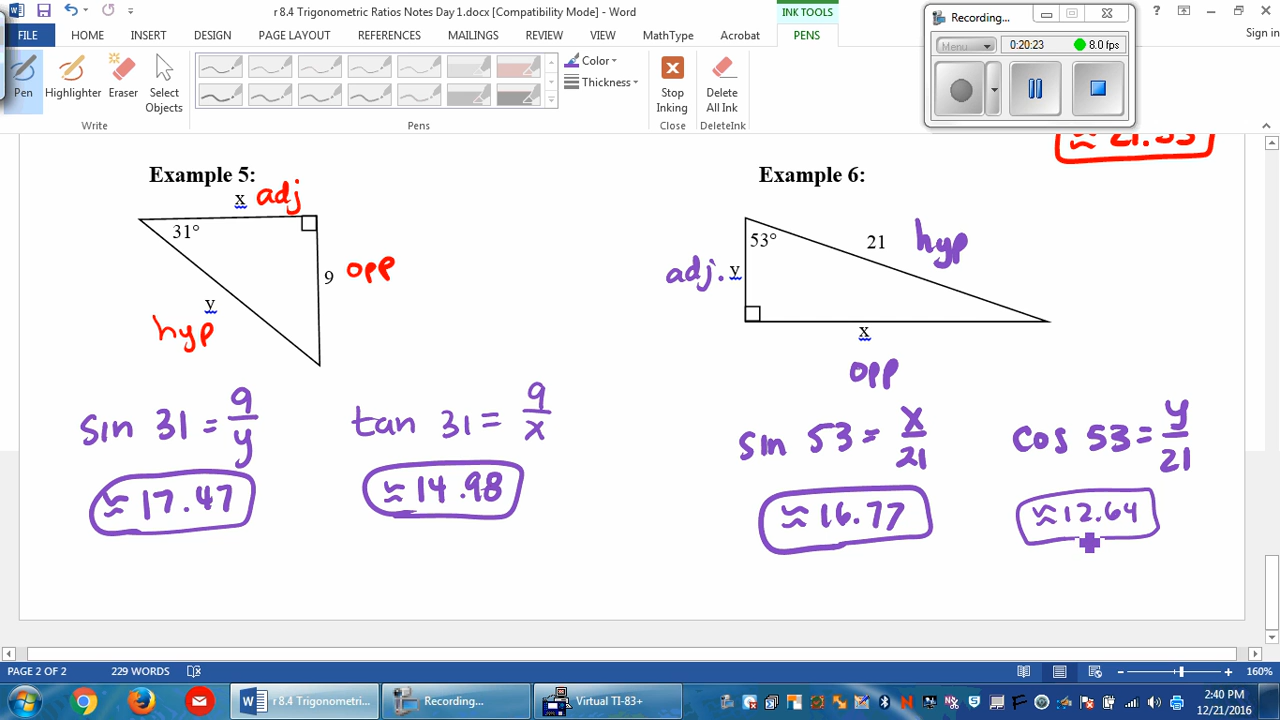 r 8.4 Trigonometric Ratios Notes Day 1.docx [Compatibility Mode] - Word
INK TOOLS
FILE HOME INSERT DESIGN PAGE LAYOUT REFERENCES MAILINGS REVIEW VIEW MathType Acrobat PENS
Sign in
Pen Highlighter Eraser Select Objects
Color
Thickness
Stop Inking
Delete All Ink
Write Pens Close DeleteInk
Recording...
Menu 0:20:23 8.0 fps
≈ 21.55
Example 5:
x adj
31°
9 opp
y
hyp
sin 31 = 9/y
≈ 17.47
tan 31 = 9/x
≈ 14.98
Example 6:
53° 21 hyp
adj. y
x
opp
sin 53 = x/21
≈ 16.77
cos 53 = y/21
≈ 12.64
PAGE 2 OF 2 229 WORDS
160%
r 8.4 Trigonometri... Recording... Virtual TI-83+
2:40 PM
12/21/2016